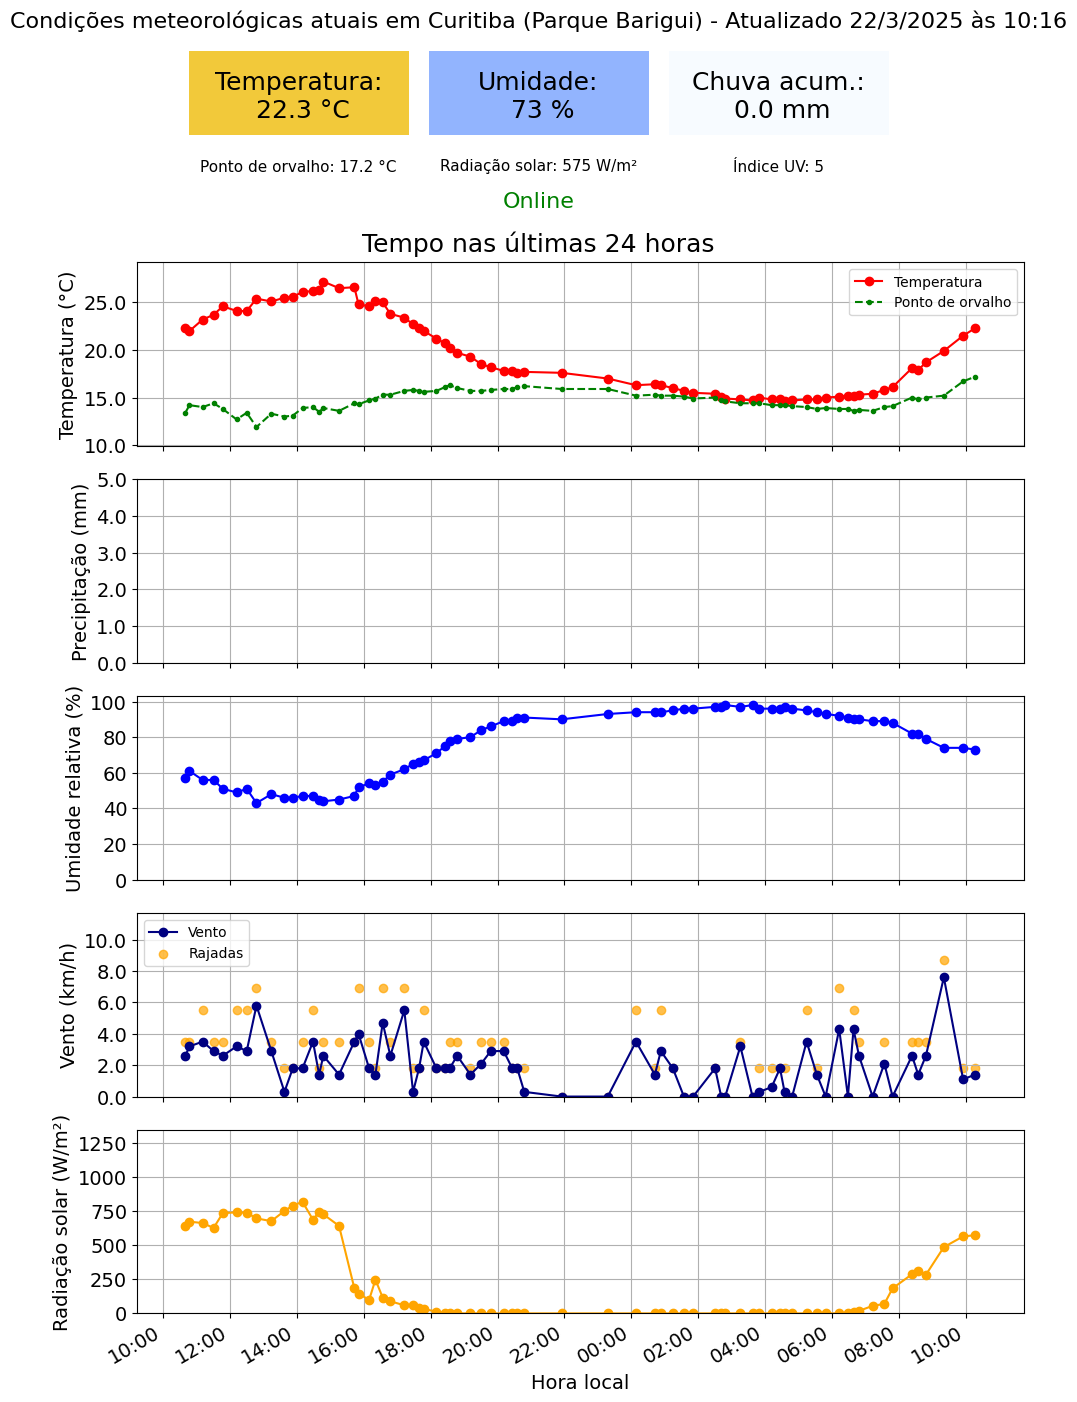 Condições meteorológicas atuais em Curitiba (Parque Barigui) - Atualizado 22/3/2025 às 10:16
Temperatura:
22.3 °C
Umidade:
73 %
Chuva acum.:
0.0 mm
Ponto de orvalho: 17.2 °C
Radiação solar: 575 W/m²
Índice UV: 5
Online
Tempo nas últimas 24 horas
Temperatura (°C)
25.0
20.0
15.0
10.0
Temperatura
Ponto de orvalho
Precipitação (mm)
5.0
4.0
3.0
2.0
1.0
0.0
Umidade relativa (%)
100
80
60
40
20
0
Vento (km/h)
10.0
8.0
6.0
4.0
2.0
0.0
Vento
Rajadas
Radiação solar (W/m²)
1250
1000
750
500
250
0
10:00
12:00
14:00
16:00
18:00
20:00
22:00
00:00
02:00
04:00
06:00
08:00
10:00
Hora local